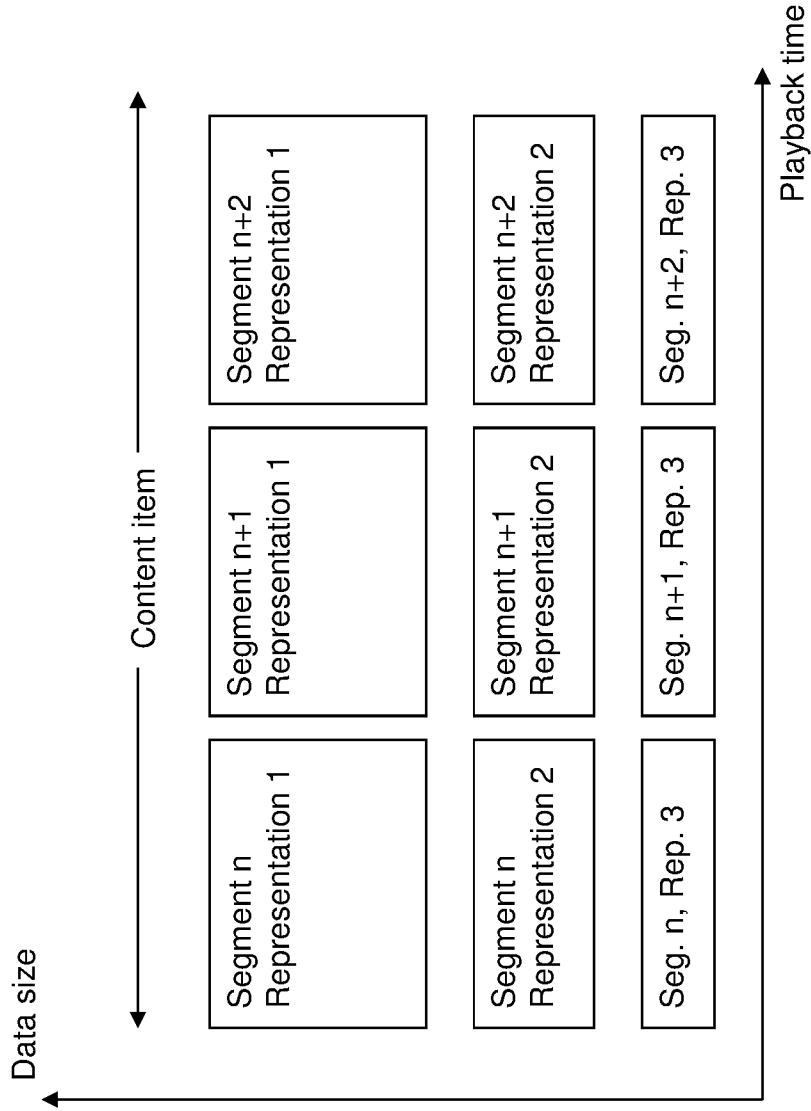 Data size
Content item
Segment n
Representation 1
Segment n+1
Representation 1
Segment n+2
Representation 1
Segment n
Representation 2
Segment n+1
Representation 2
Segment n+2
Representation 2
Seg. n, Rep. 3
Seg. n+1, Rep. 3
Seg. n+2, Rep. 3
Playback time